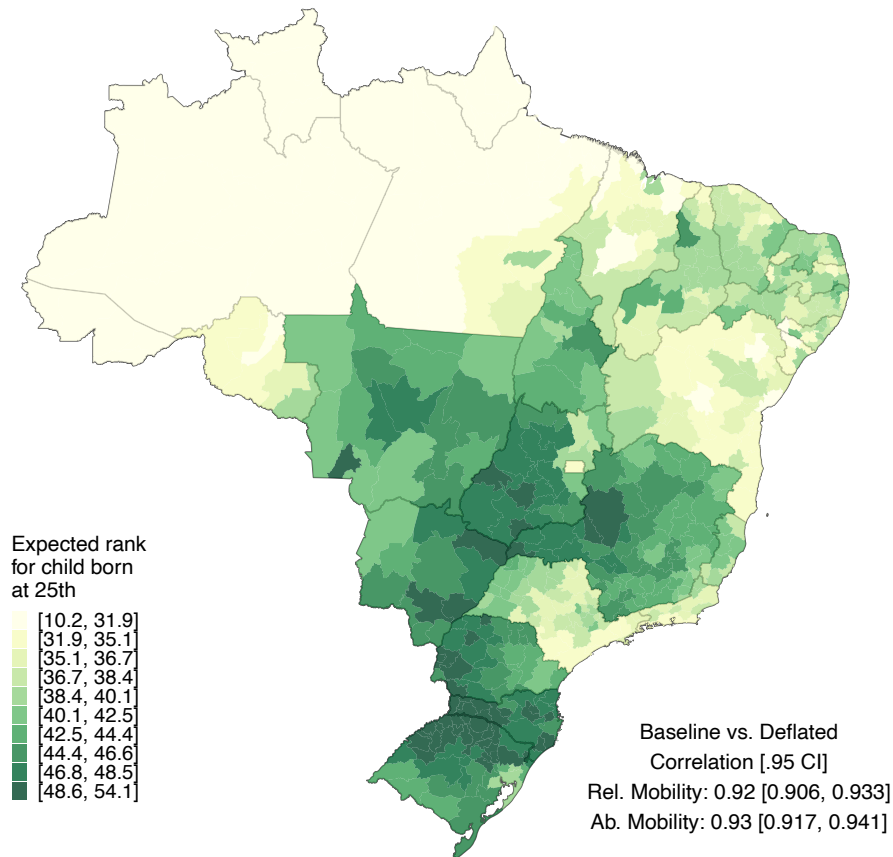 Expected rank
for child born
at 25th
[10.2, 31.9]
[31.9, 35.1]
[35.1, 36.7]
[36.7, 38.4]
[38.4, 40.1]
[40.1, 42.5]
[42.5, 44.4]
[44.4, 46.6]
[46.8, 48.5]
[48.6, 54.1]
Baseline vs. Deflated
Correlation [.95 CI]
Rel. Mobility: 0.92 [0.906, 0.933]
Ab. Mobility: 0.93 [0.917, 0.941]